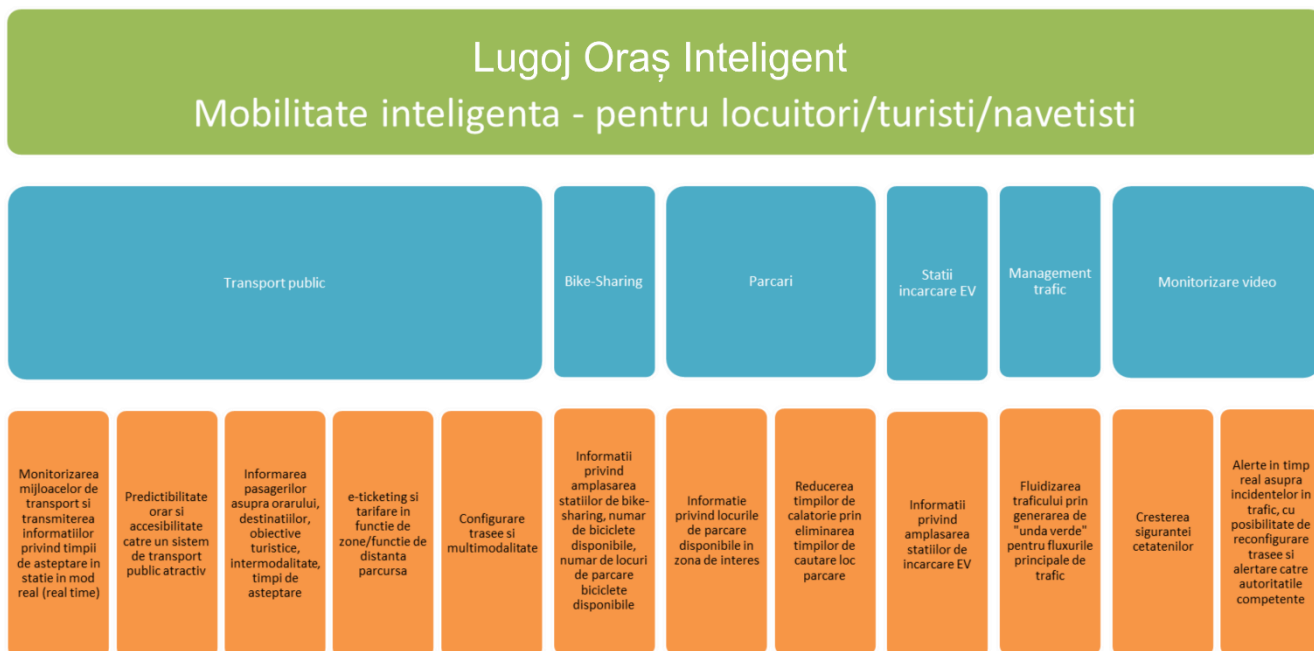 Lugoj Oraș Inteligent
Mobilitate inteligenta - pentru locuitori/turisti/navetisti
Transport public
Bike-Sharing
Parcari
Statii
incarcare EV
Management
trafic
Monitorizare video
Monitorizarea
mijloacelor de
transport si
transmiterea
informatiilor
privind timpii
de asteptare in
statie in mod
real (real time)
Predictibilitate
orar si
accesibilitate
catre un sistem
de transport
public atractiv
Informarea
pasagerilor
asupra orarului,
destinatiilor,
obiective
turistice,
intermodalitate,
timpi de
asteptare
e-ticketing si
tarifare in
functie de
zone/functie de
distanta
parcursa
Configurare
trasee si
multimodalitate
Informatii
privind
amplasarea
statiilor de bike-
sharing, numar
de biciclete
disponibile,
numar de locuri
de parcare
biciclete
disponibile
Informatie
privind locurile
de parcare
disponibile in
zona de interes
Reducerea
timpilor de
calatorie prin
eliminarea
timpilor de
cautare loc
parcare
Informatii
privind
amplasarea
statiilor de
incarcare EV
Fluidizarea
traficului prin
generarea de
"unda verde"
pentru fluxurile
principale de
trafic
Cresterea
sigurantei
cetatenilor
Alerte in timp
real asupra
incidentelor in
trafic, cu
posibilitate de
reconfigurare
trasee si
alertare catre
autoritatile
competente